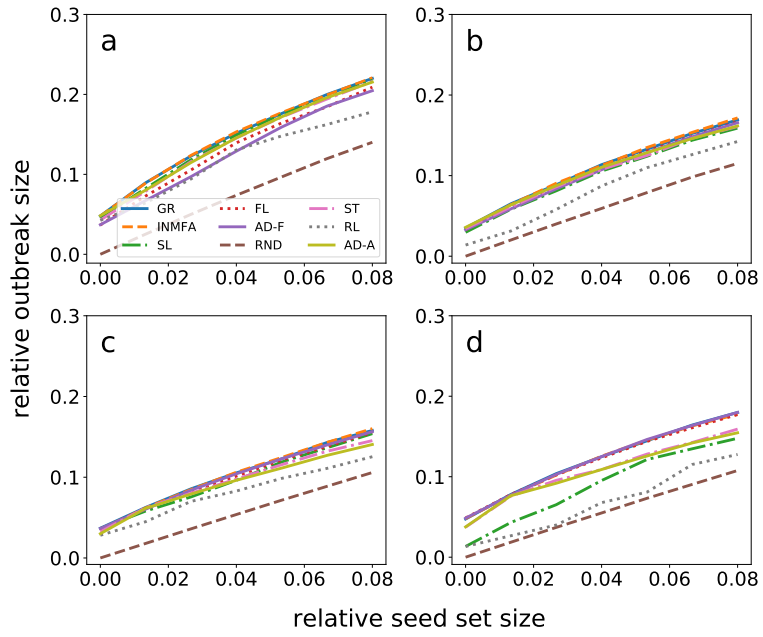 0.3
a
0.2
0.1
0.0
GR FL ST
INMFA AD-F RL
SL RND AD-A
0.00 0.02 0.04 0.06 0.08
0.3
b
0.2
0.1
0.0
0.00 0.02 0.04 0.06 0.08
relative outbreak size
0.3
c
0.2
0.1
0.0
0.00 0.02 0.04 0.06 0.08
0.3
d
0.2
0.1
0.0
0.00 0.02 0.04 0.06 0.08
relative seed set size